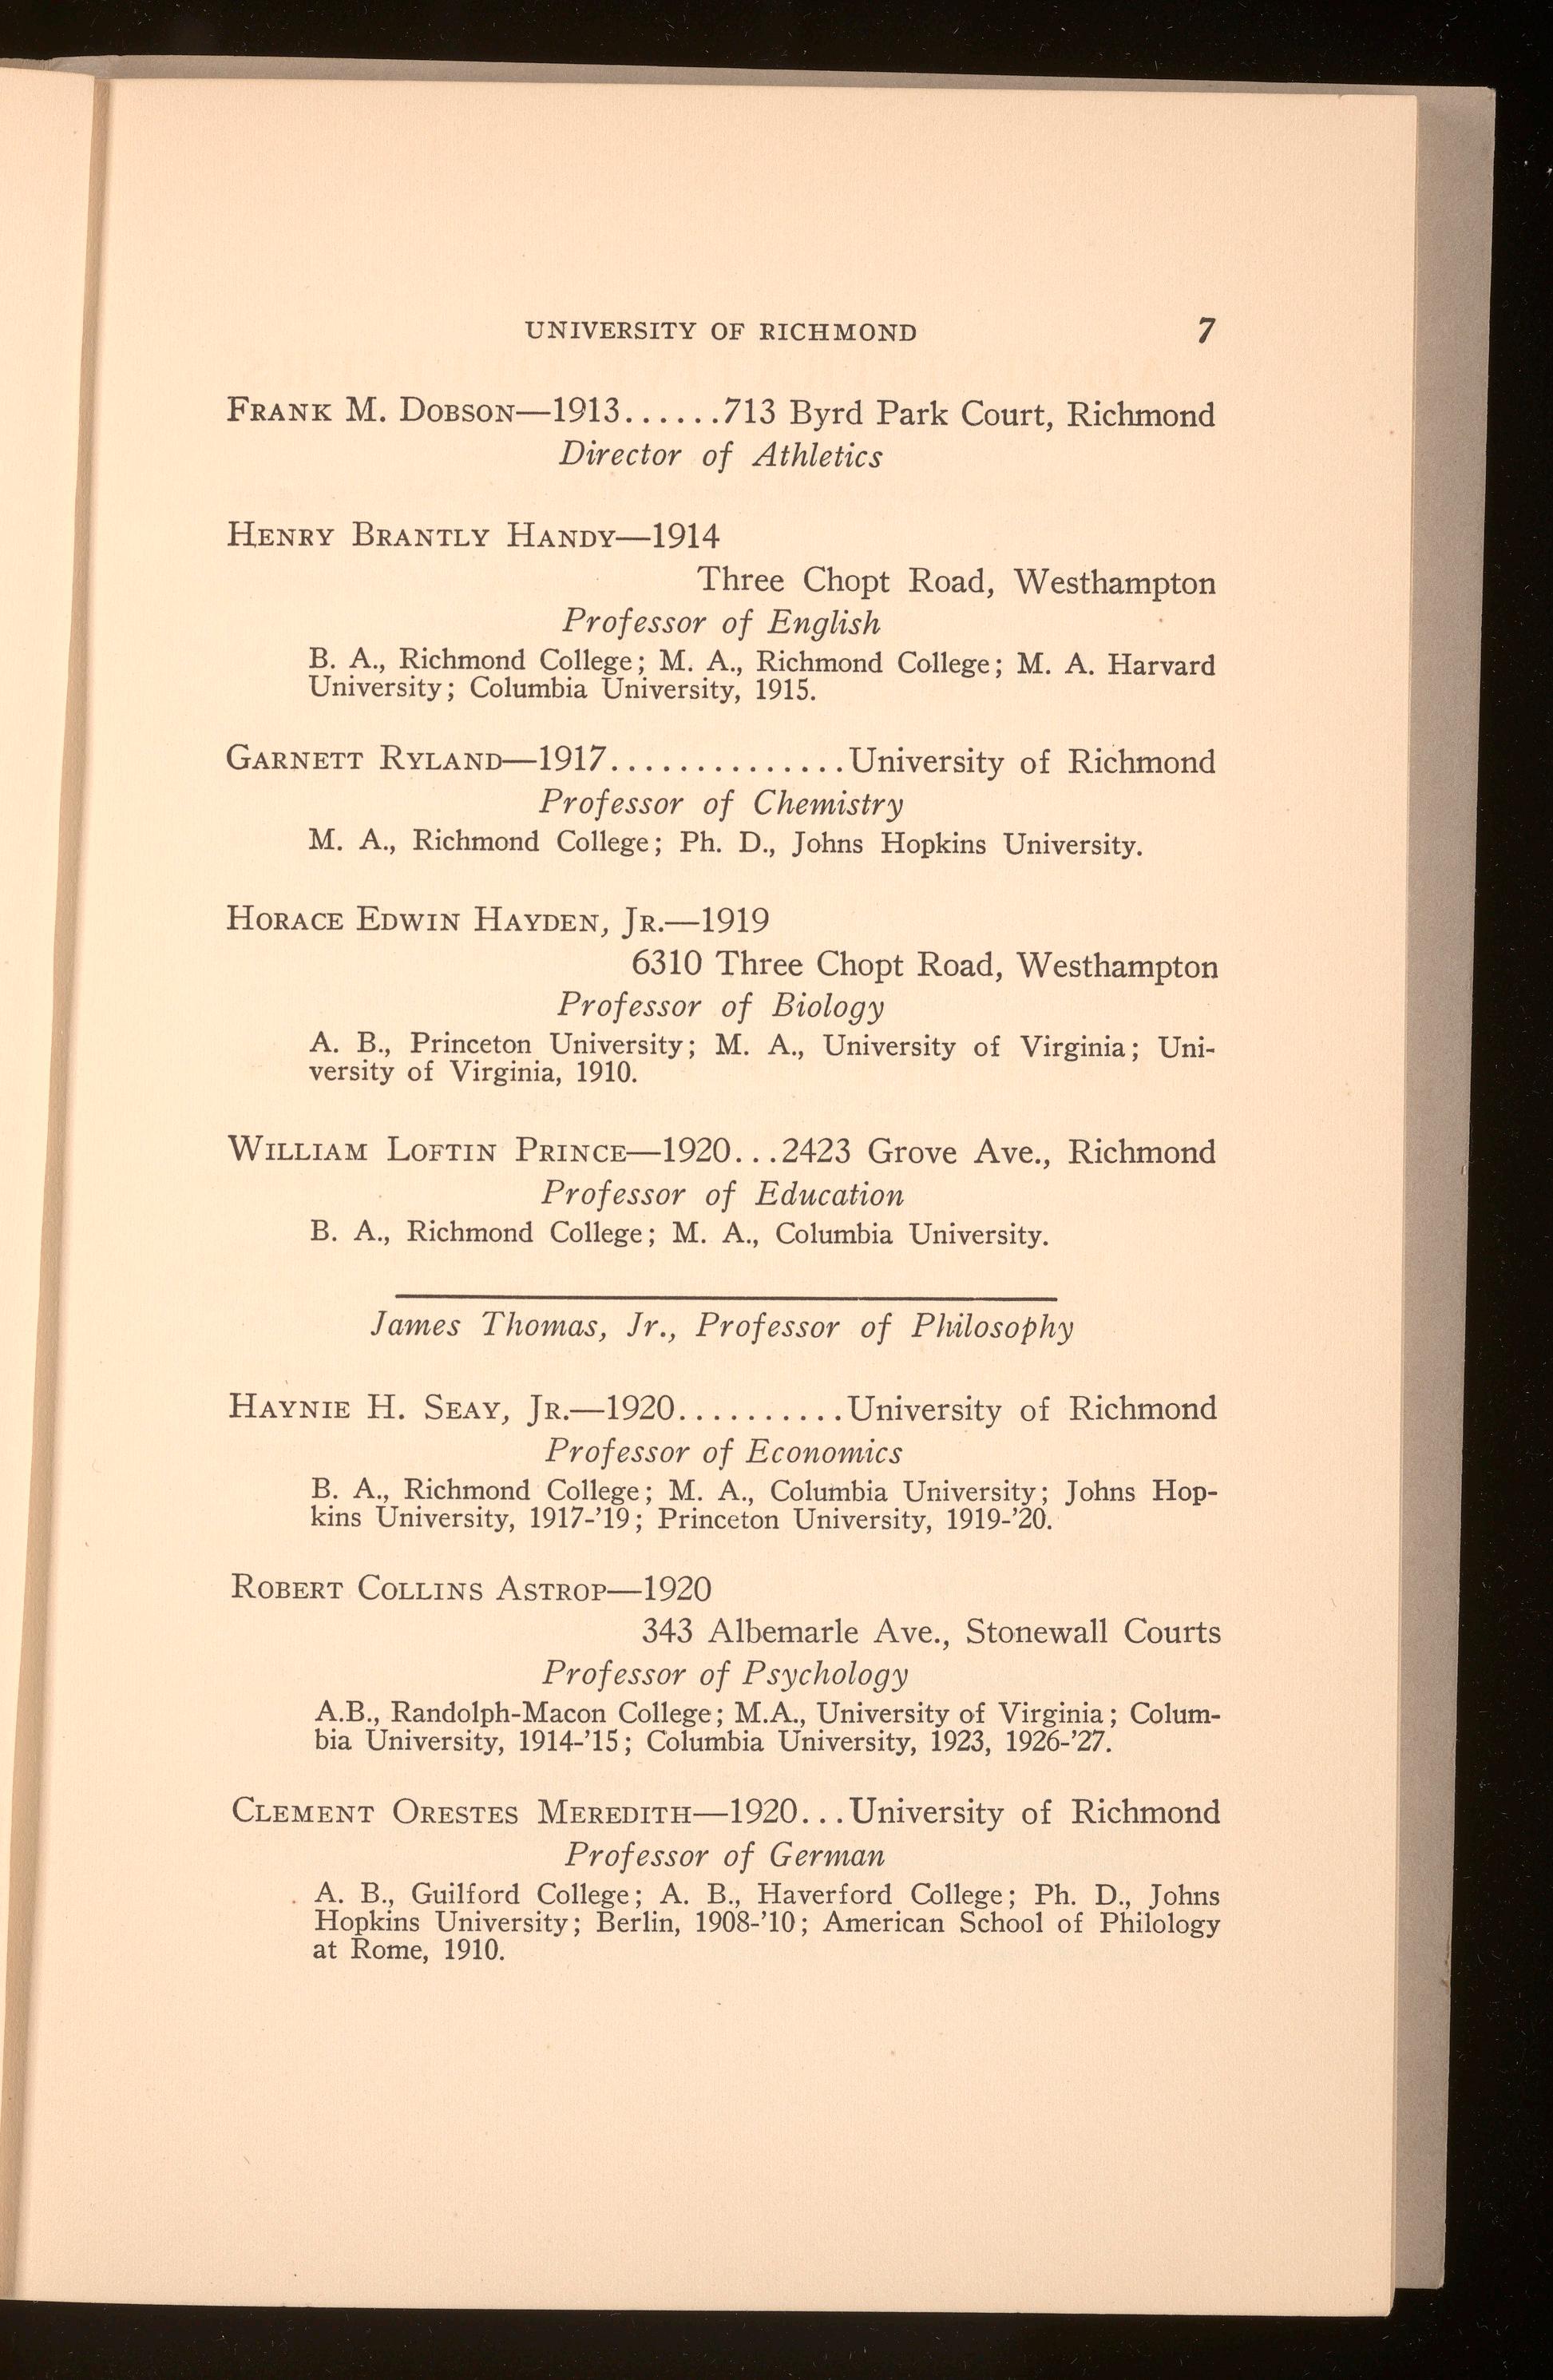 UNIVERSITY OF RICHMOND 7
FRANK M. DOBSON—1913......713 Byrd Park Court, Richmond
Director of Athletics
HENRY BRANTLY HANDY—1914
Three Chopt Road, Westhampton
Professor of English
B. A., Richmond College; M. A., Richmond College; M. A. Harvard
University; Columbia University, 1915.
GARNETT RYLAND—1917..............University of Richmond
Professor of Chemistry
M. A., Richmond College; Ph. D., Johns Hopkins University.
HORACE EDWIN HAYDEN, JR.—1919
6310 Three Chopt Road, Westhampton
Professor of Biology
A. B., Princeton University; M. A., University of Virginia; Uni-
versity of Virginia, 1910.
WILLIAM LOFTIN PRINCE—1920...2423 Grove Ave., Richmond
Professor of Education
B. A., Richmond College; M. A., Columbia University.
James Thomas, Jr., Professor of Philosophy
HAYNIE H. SEAY, JR.—1920..........University of Richmond
Professor of Economics
B. A., Richmond College; M. A., Columbia University; Johns Hop-
kins University, 1917-'19; Princeton University, 1919-'20.
ROBERT COLLINS ASTROP—1920
343 Albemarle Ave., Stonewall Courts
Professor of Psychology
A.B., Randolph-Macon College; M.A., University of Virginia; Colum-
bia University, 1914-'15; Columbia University, 1923, 1926-'27.
CLEMENT ORESTES MEREDITH—1920...University of Richmond
Professor of German
A. B., Guilford College; A. B., Haverford College; Ph. D., Johns
Hopkins University; Berlin, 1908-'10; American School of Philology
at Rome, 1910.